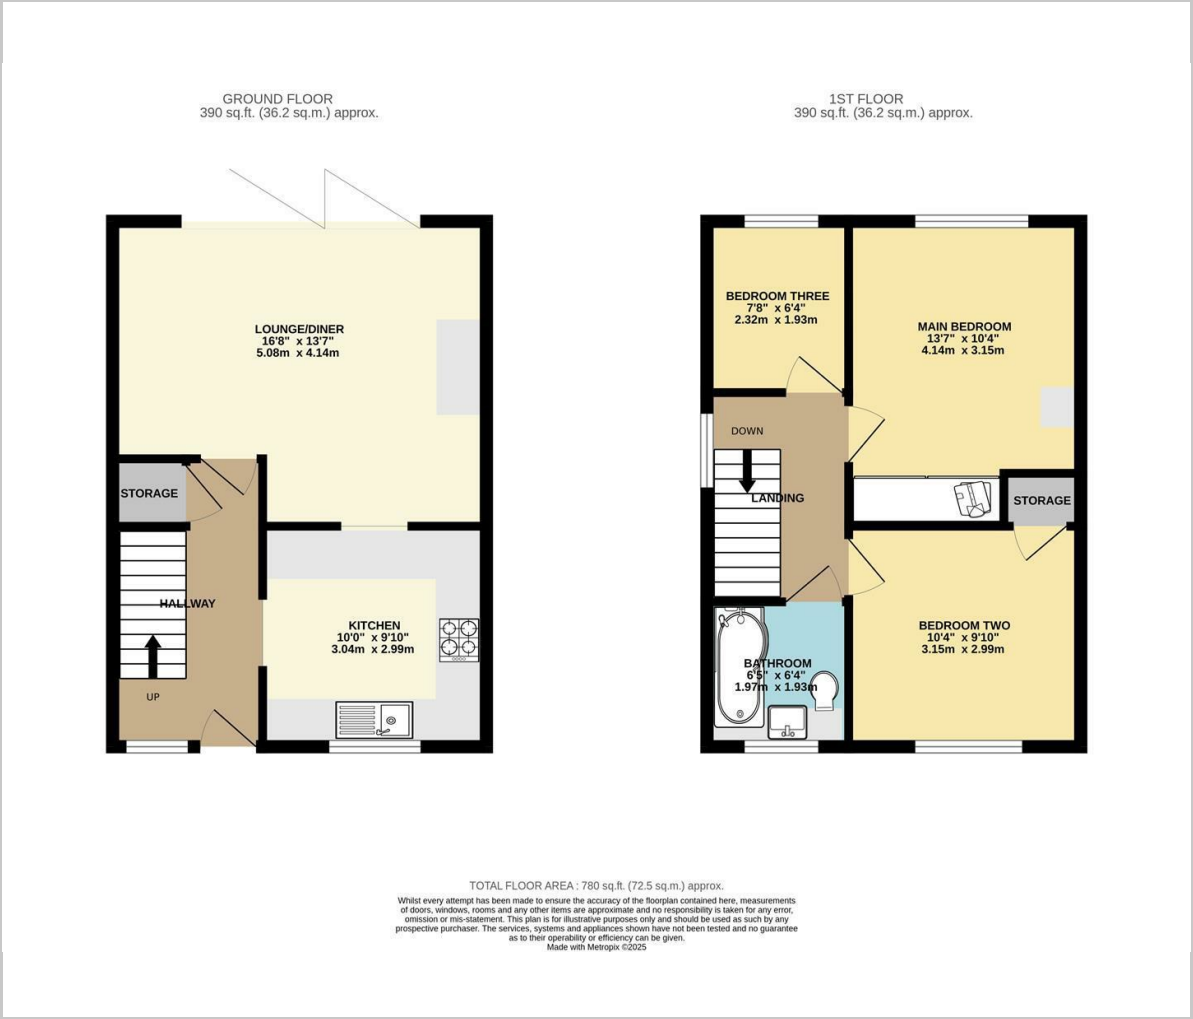 GROUND FLOOR
390 sq.ft. (36.2 sq.m.) approx.
1ST FLOOR
390 sq.ft. (36.2 sq.m.) approx.
LOUNGE/DINER
16'8" x 13'7"
5.08m x 4.14m
STORAGE
HALLWAY
UP
KITCHEN
10'0" x 9'10"
3.04m x 2.99m
BEDROOM THREE
7'8" x 6'4"
2.32m x 1.93m
MAIN BEDROOM
13'7" x 10'4"
4.14m x 3.15m
DOWN
LANDING
STORAGE
BEDROOM TWO
10'4" x 9'10"
3.15m x 2.99m
BATHROOM
6'5" x 6'4"
1.97m x 1.93m
TOTAL FLOOR AREA : 780 sq.ft. (72.5 sq.m.) approx.
Whilst every attempt has been made to ensure the accuracy of the floorplan contained here, measurements
of doors, windows, rooms and any other items are approximate and no responsibility is taken for any error,
omission or mis-statement. This plan is for illustrative purposes only and should be used as such by any
prospective purchaser. The services, systems and appliances shown have not been tested and no guarantee
as to their operability or efficiency can be given.
Made with Metropix ©2025